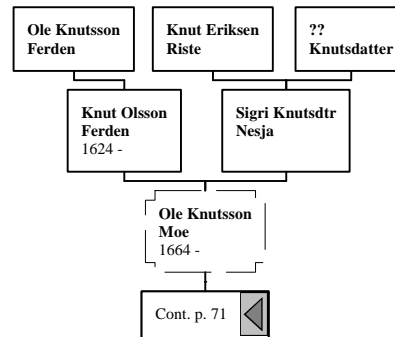 Ole Knutsson
Ferden
Knut Eriksen
Riste
??
Knutsdatter
Knut Olsson
Ferden
1624 -
Sigri Knutsdtr
Nesja
Ole Knutsson
Moe
1664 -
Cont. p. 71